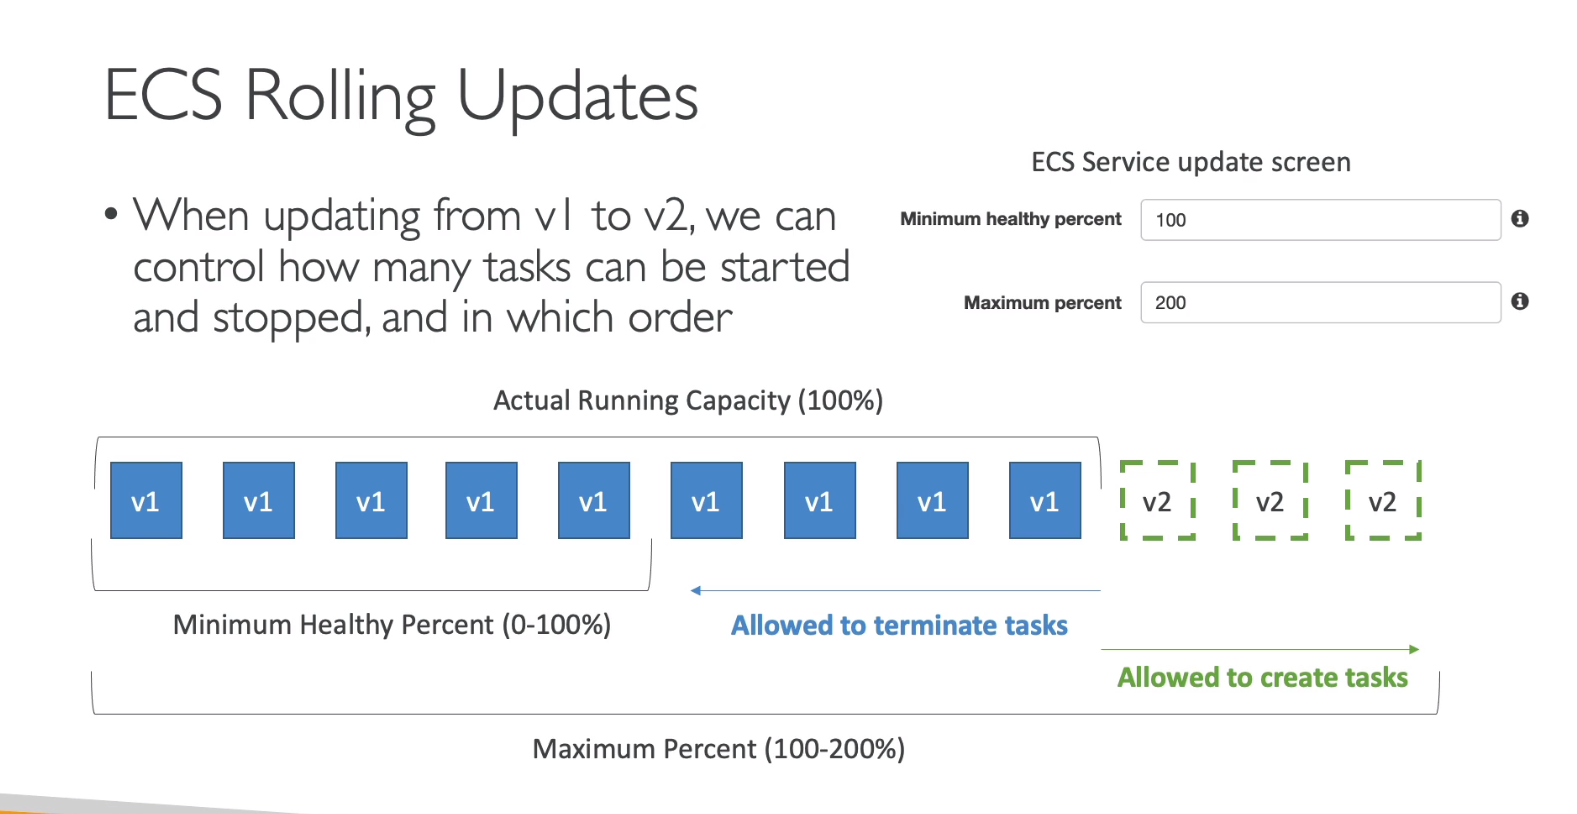 ECS Rolling Updates
• When updating from v1 to v2, we can
control how many tasks can be started
and stopped, and in which order
ECS Service update screen
Minimum healthy percent 100
Maximum percent 200
Actual Running Capacity (100%)
v1 v1 v1 v1 v1 v1 v1 v1 v1 v2 v2 v2
Minimum Healthy Percent (0-100%)
Allowed to terminate tasks
Allowed to create tasks
Maximum Percent (100-200%)